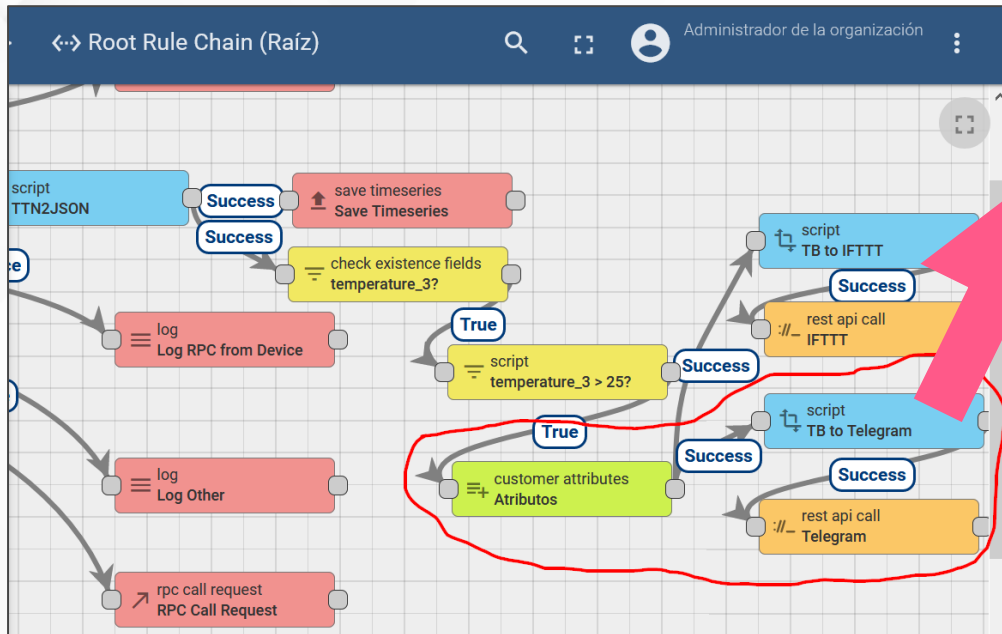 Root Rule Chain (Raíz)
Administrador de la organización
script
TTN2JSON
Success
save timeseries
Save Timeseries
Success
check existence fields
temperature_3?
script
TB to IFTTT
Success
log
Log RPC from Device
True
rest api call
IFTTT
script
temperature_3 > 25?
Success
script
TB to Telegram
True
Success
customer attributes
Atributos
Success
log
Log Other
rest api call
Telegram
rpc call request
RPC Call Request